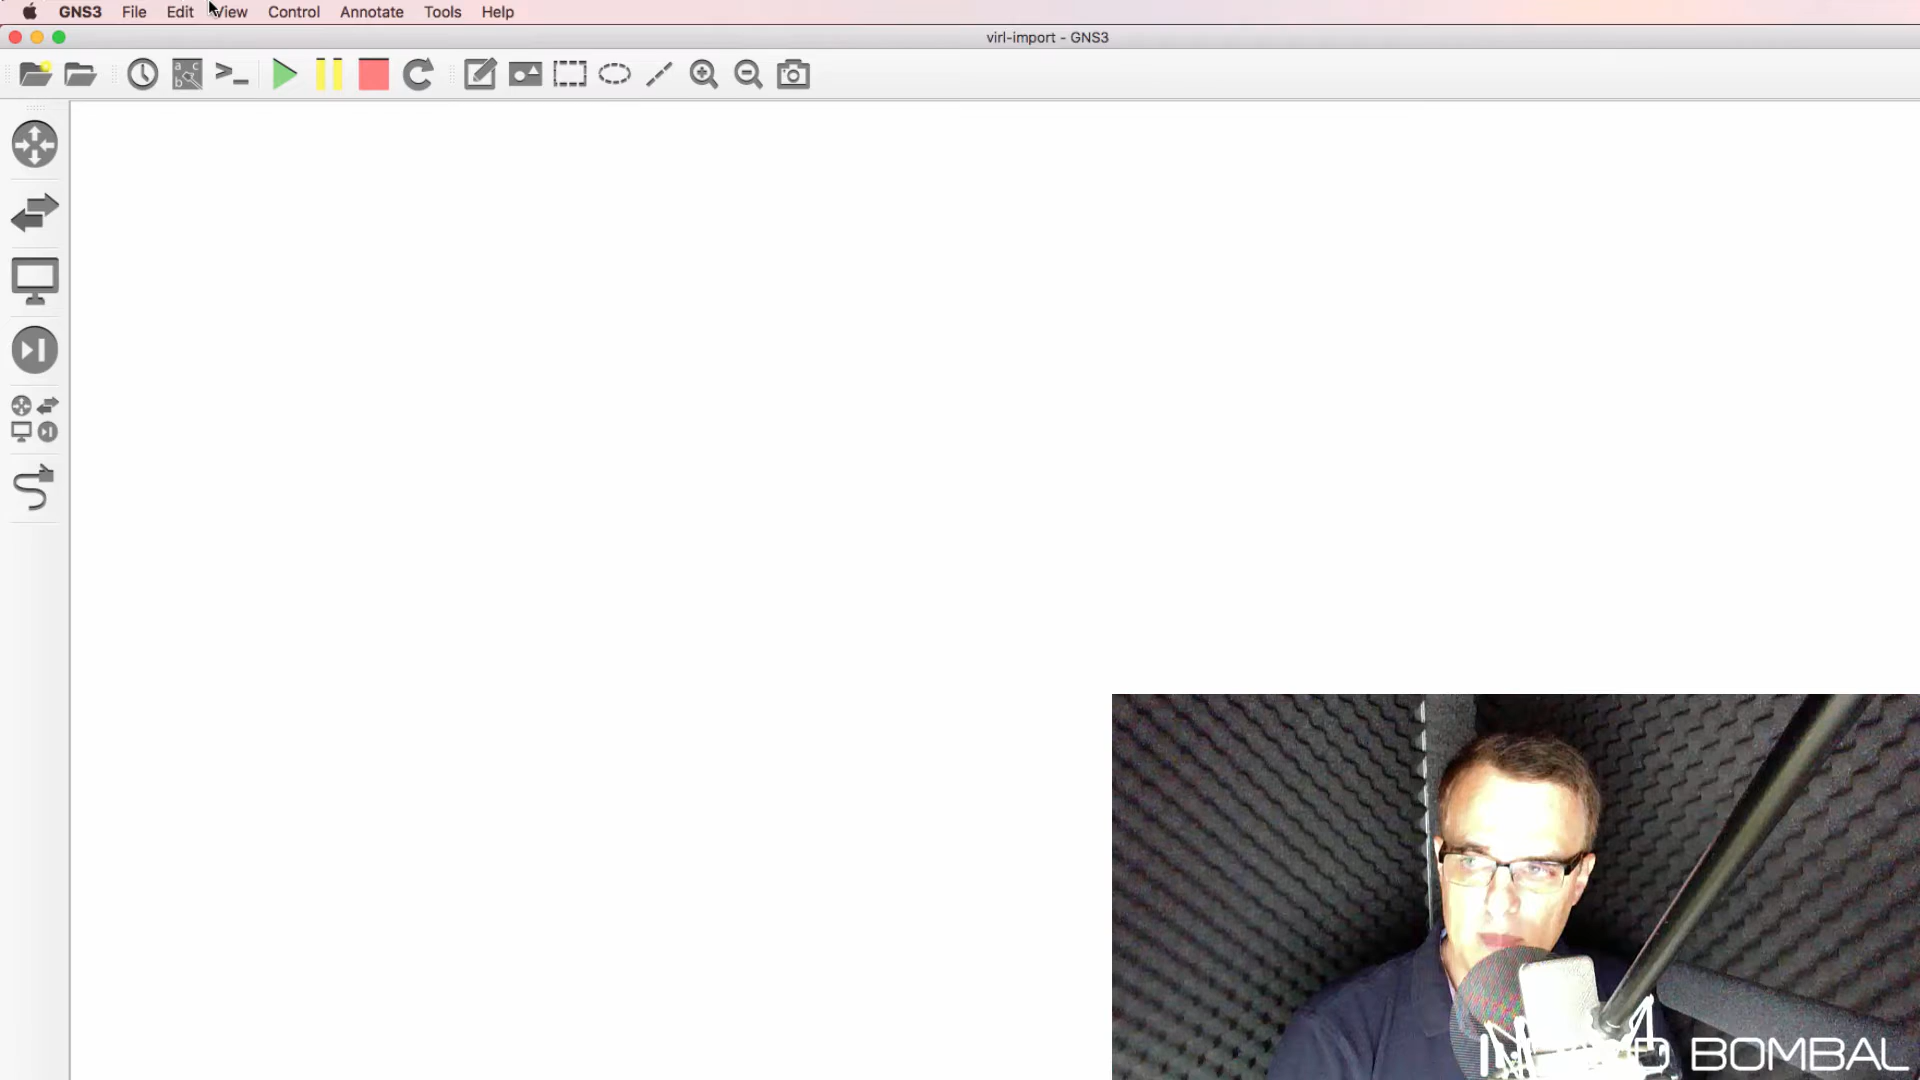 GNS3 File Edit View Control Annotate Tools Help
virl-import - GNS3
BOMBAL